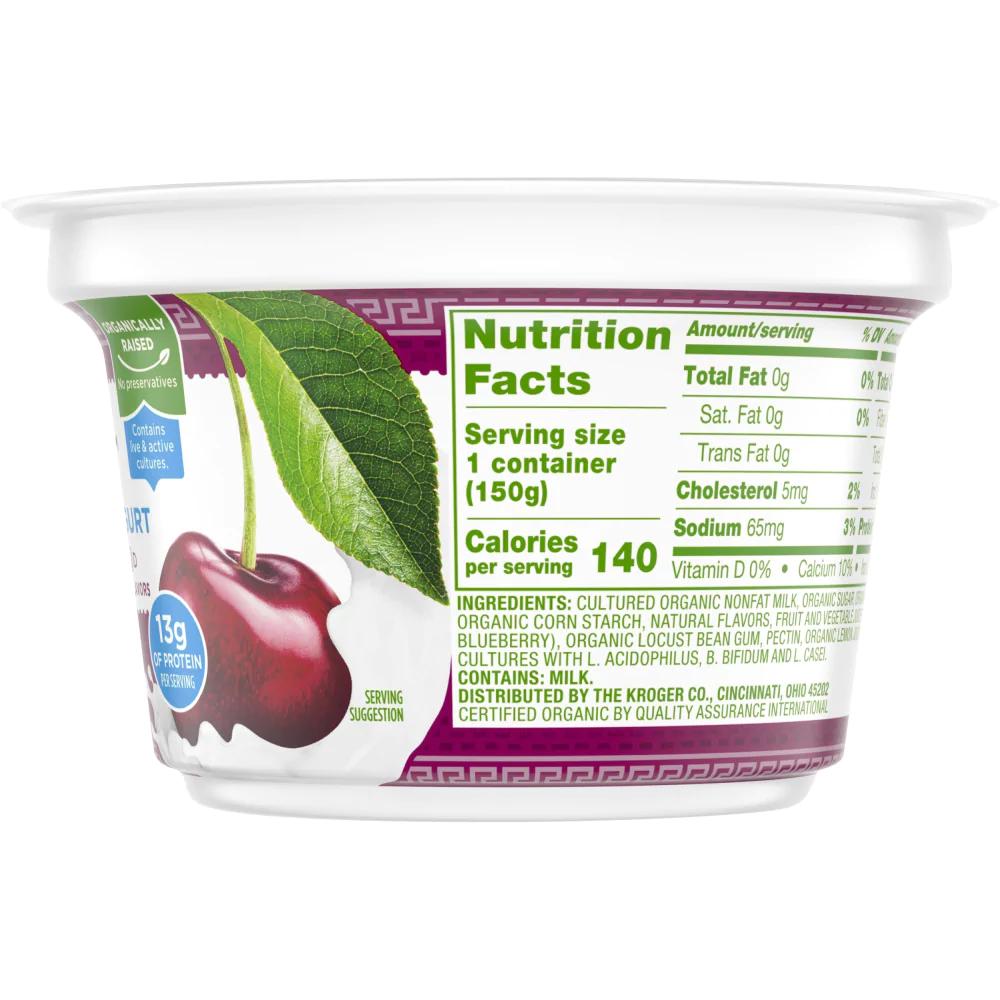 ORGANICALLY
RAISED
No preservatives
Contains
live & active
cultures.
13g
OF PROTEIN
PER SERVING
SERVING
SUGGESTION
Nutrition
Facts
Serving size
1 container
(150g)
Calories
per serving 140
Amount/serving % DV
Total Fat 0g 0%
Sat. Fat 0g 0%
Trans Fat 0g
Cholesterol 5mg 2%
Sodium 65mg 3%
Vitamin D 0% • Calcium 10% •
INGREDIENTS: CULTURED ORGANIC NONFAT MILK, ORGANIC SUGAR,
ORGANIC CORN STARCH, NATURAL FLAVORS, FRUIT AND VEGETABLE
BLUEBERRY), ORGANIC LOCUST BEAN GUM, PECTIN, ORGANIC LEMON
CULTURES WITH L. ACIDOPHILUS, B. BIFIDUM AND L. CASEI.
CONTAINS: MILK.
DISTRIBUTED BY THE KROGER CO., CINCINNATI, OHIO 45202
CERTIFIED ORGANIC BY QUALITY ASSURANCE INTERNATIONAL